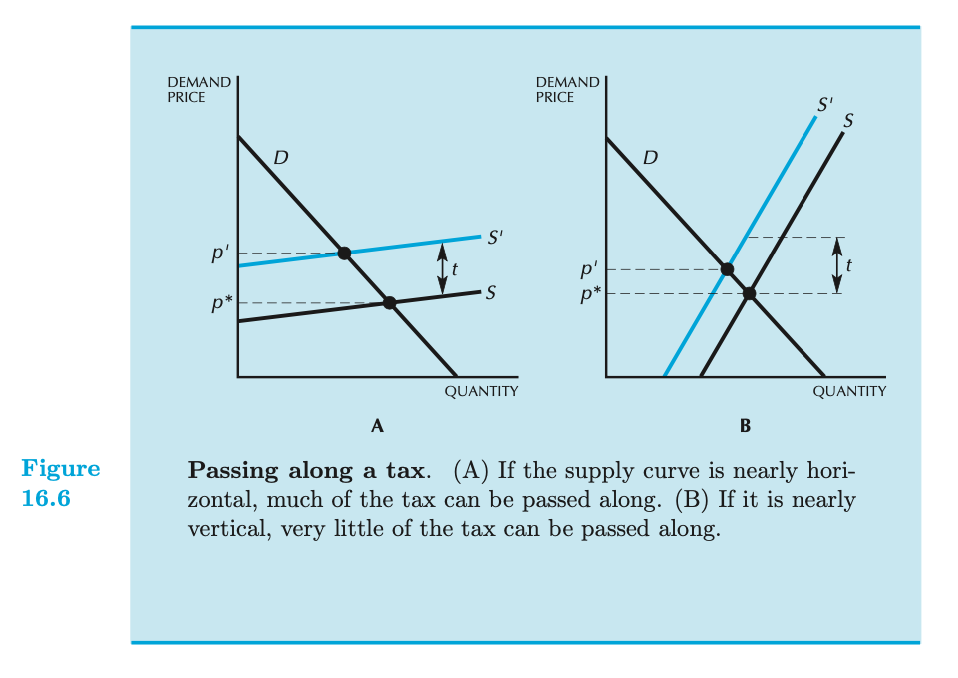 DEMAND
PRICE
D
p'
S'
t
p*
S
QUANTITY
A
DEMAND
PRICE
S'
S
D
p'
t
p*
QUANTITY
B
Figure
16.6
Passing along a tax. (A) If the supply curve is nearly hori-
zontal, much of the tax can be passed along. (B) If it is nearly
vertical, very little of the tax can be passed along.